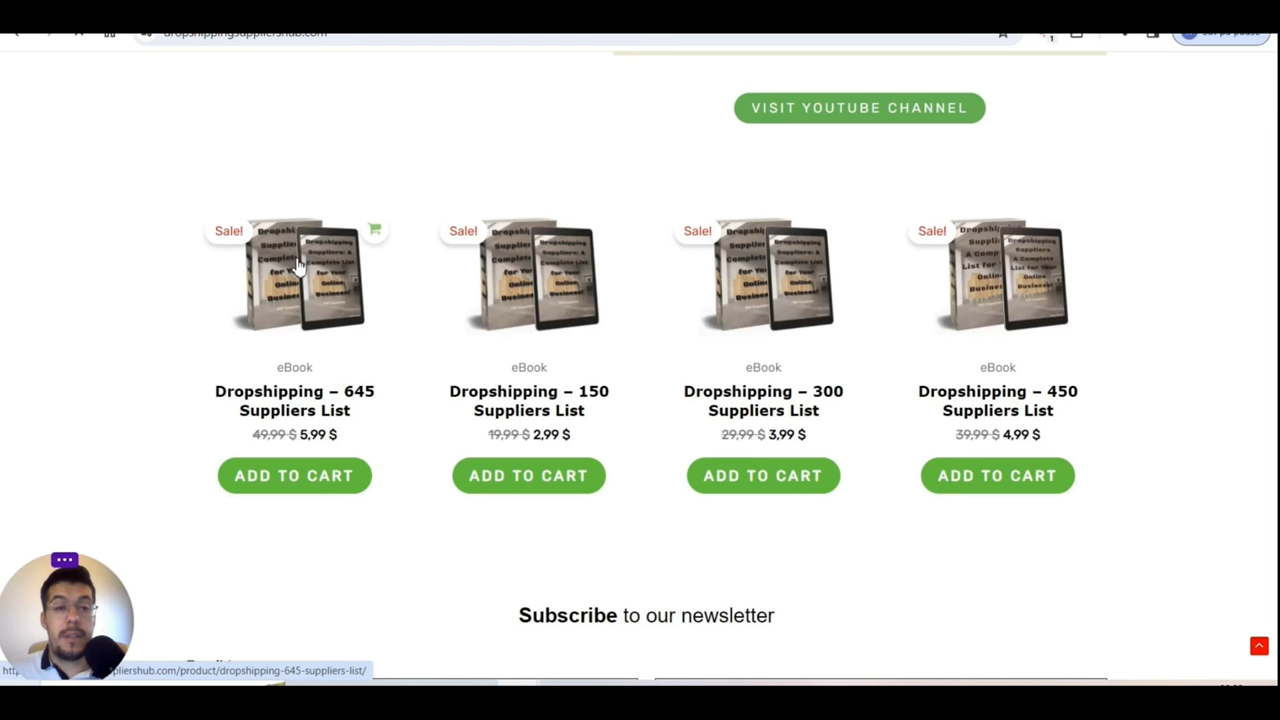 dropshippingsuppliershub.com
1
VISIT YOUTUBE CHANNEL
Sale!
Sale!
Sale!
Sale!
eBook
eBook
eBook
eBook
Dropshipping – 645
Suppliers List
Dropshipping – 150
Suppliers List
Dropshipping – 300
Suppliers List
Dropshipping – 450
Suppliers List
49,99 $ 5,99 $
19,99 $ 2,99 $
29,99 $ 3,99 $
39,99 $ 4,99 $
ADD TO CART
ADD TO CART
ADD TO CART
ADD TO CART
Subscribe to our newsletter
pliershub.com/product/dropshipping-645-suppliers-list/